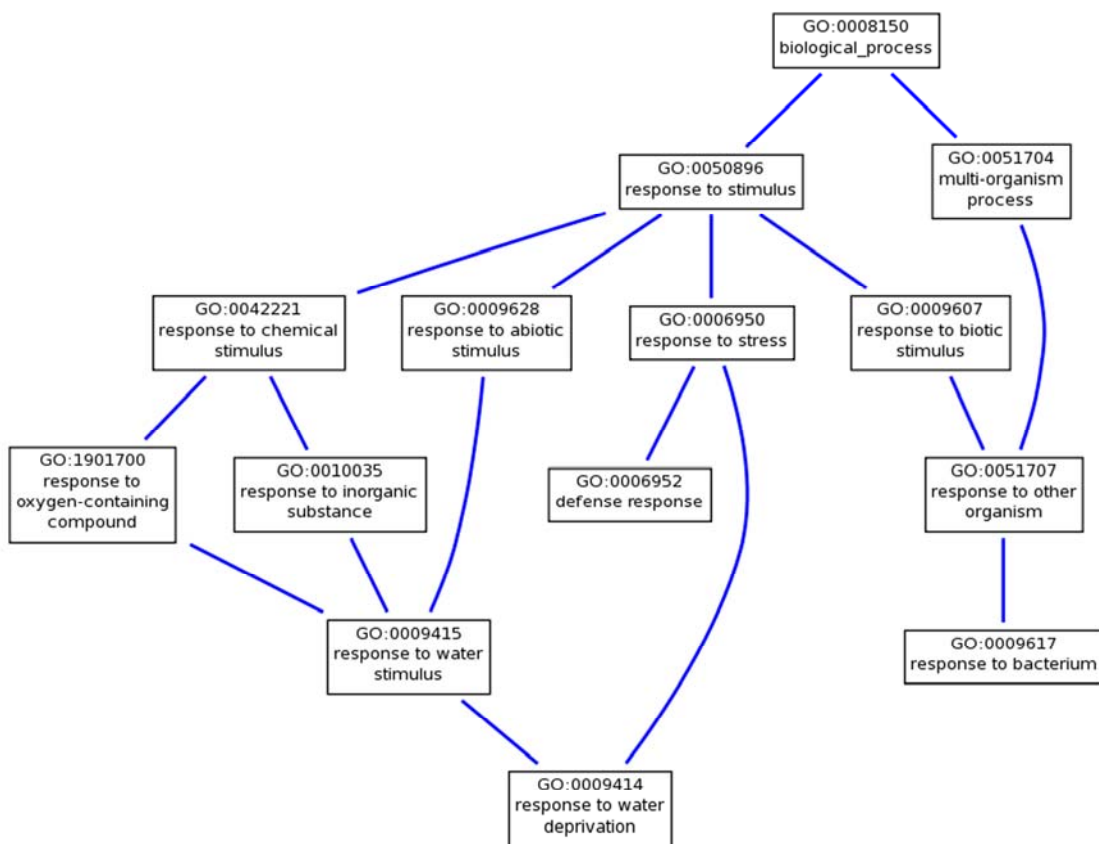 GO:0008150
biological_process
GO:0050896
response to stimulus
GO:0051704
multi-organism
process
GO:0042221
response to chemical
stimulus
GO:0009628
response to abiotic
stimulus
GO:0006950
response to stress
GO:0009607
response to biotic
stimulus
GO:1901700
response to
oxygen-containing
compound
GO:0010035
response to inorganic
substance
GO:0006952
defense response
GO:0051707
response to other
organism
GO:0009415
response to water
stimulus
GO:0009617
response to bacterium
GO:0009414
response to water
deprivation